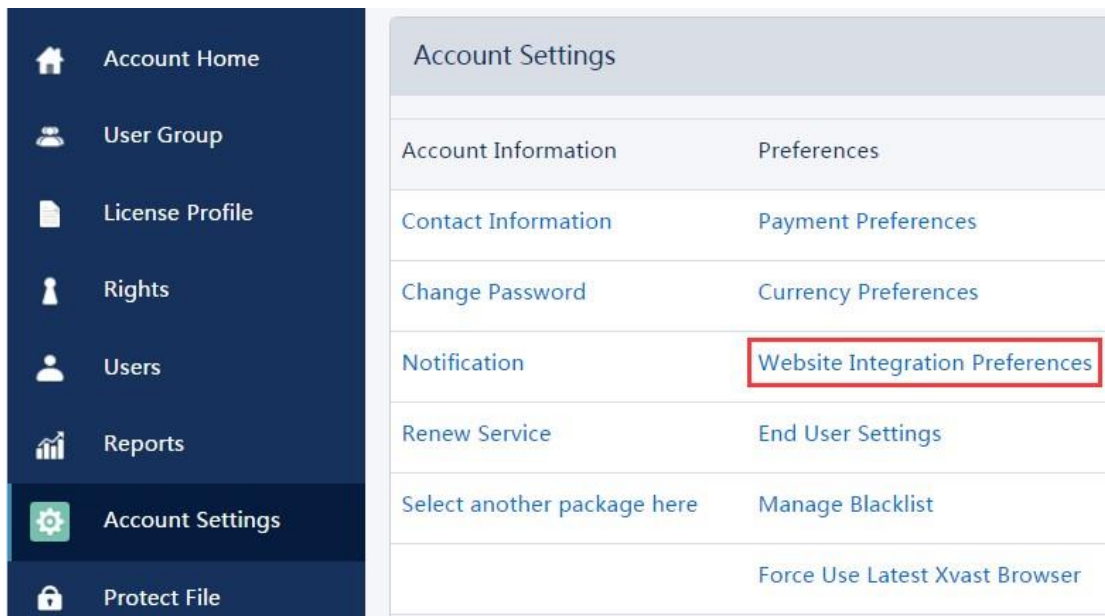 Account Home
User Group
License Profile
Rights
Users
Reports
Account Settings
Protect File
Account Settings
Account Information Preferences
Contact Information Payment Preferences
Change Password Currency Preferences
Notification Website Integration Preferences
Renew Service End User Settings
Select another package here Manage Blacklist
Force Use Latest Xvast Browser